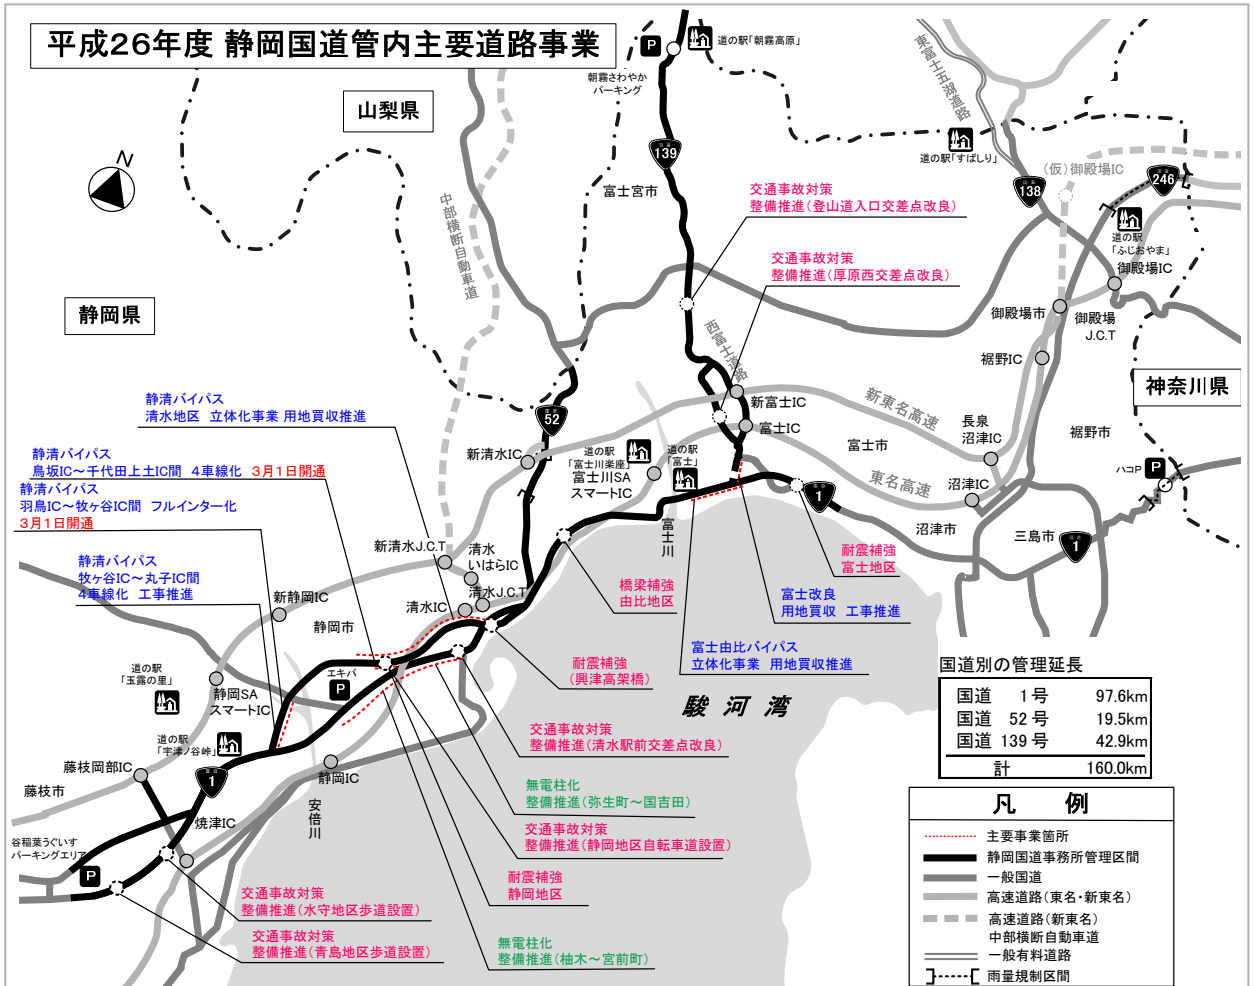 平成26年度 静岡国道管内主要道路事業
P
道の駅「朝霧高原」
朝霧さわやか
パーキング
山梨県
N
国道
139
富士宮市
東富士五湖道路
道の駅「すばしり」
国道
138
(仮)御殿場IC
国道
246
道の駅
「ふじおやま」
御殿場IC
中部横断自動車道
交通事故対策
整備推進(登山道入口交差点改良)
交通事故対策
整備推進(厚原西交差点改良)
静岡県
御殿場市
御殿場
J.C.T
裾野IC
神奈川県
西富士道路
新富士IC
富士IC
新東名高速
東名高速
富士市
長泉
沼津IC
裾野市
沼津IC
沼津市
三島市
ハコP
P
国道
1
国道
1
静清バイパス
清水地区 立体化事業 用地買収推進
国道
52
静清バイパス
鳥坂IC~千代田上土IC間 4車線化 3月1日開通
静清バイパス
羽鳥IC~牧ヶ谷IC間 フルインター化
3月1日開通
静清バイパス
牧ヶ谷IC~丸子IC間
4車線化 工事推進
新清水IC
道の駅
「富士川楽座」
富士川SA
スマートIC
道の駅
「富士」
富士川
新清水J.C.T
清水
いはらIC
清水J.C.T
清水IC
新静岡IC
静岡市
エキパ
P
道の駅
「玉露の里」
静岡SA
スマートIC
道の駅
「宇津ノ谷峠」
藤枝岡部IC
藤枝市
国道
1
焼津IC
静岡IC
安倍川
谷稲葉うぐいす
パーキングエリア
P
耐震補強
富士地区
橋梁補強
由比地区
富士改良
用地買収 工事推進
富士由比バイパス
立体化事業 用地買収推進
耐震補強
(興津高架橋)
駿河湾
交通事故対策
整備推進(清水駅前交差点改良)
無電柱化
整備推進(弥生町~国吉田)
交通事故対策
整備推進(静岡地区自転車道設置)
耐震補強
静岡地区
無電柱化
整備推進(柚木~宮前町)
交通事故対策
整備推進(水守地区歩道設置)
交通事故対策
整備推進(青島地区歩道設置)
国道別の管理延長
国道 1号 97.6km
国道 52号 19.5km
国道 139号 42.9km
計 160.0km
凡 例
主要事業箇所
静岡国道事務所管理区間
一般国道
高速道路(東名・新東名)
高速道路(新東名)
中部横断自動車道
一般有料道路
雨量規制区間